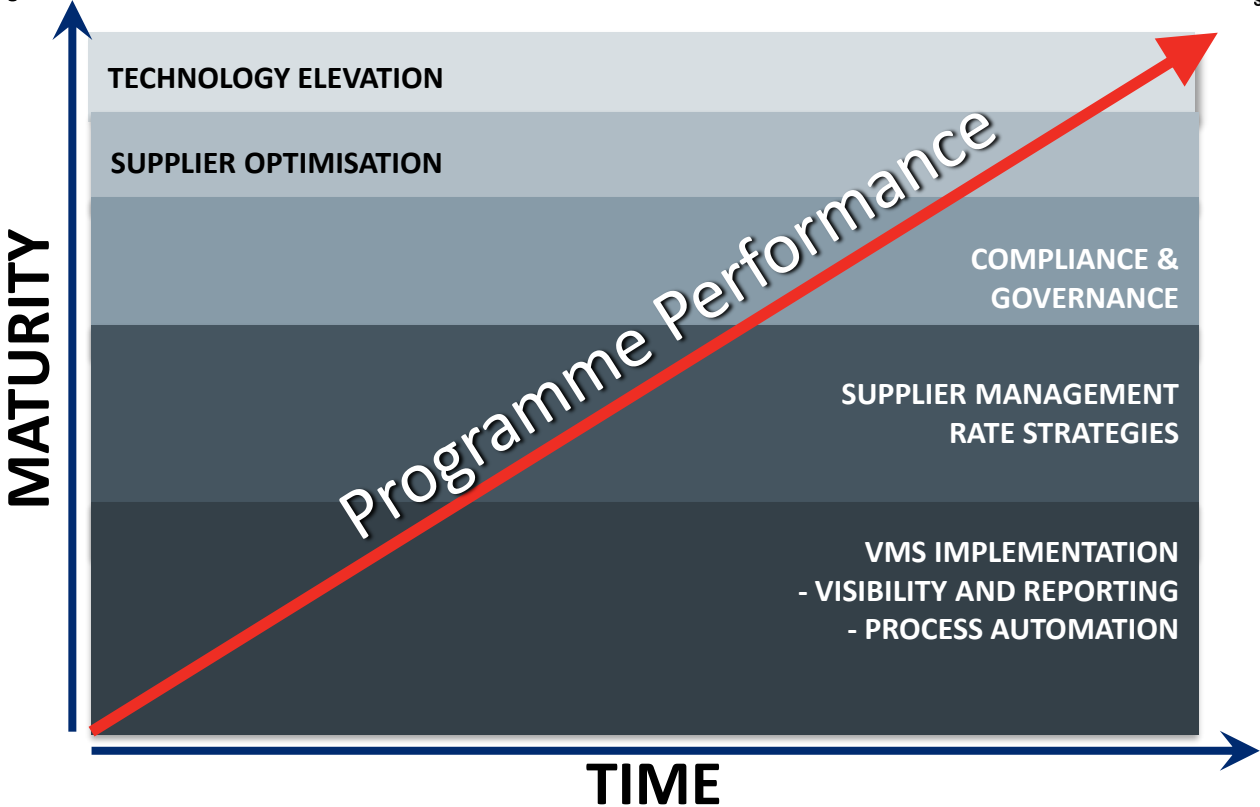 TECHNOLOGY ELEVATION
SUPPLIER OPTIMISATION
Programme Performance
COMPLIANCE &
GOVERNANCE
SUPPLIER MANAGEMENT
RATE STRATEGIES
VMS IMPLEMENTATION
- VISIBILITY AND REPORTING
- PROCESS AUTOMATION
MATURITY
TIME